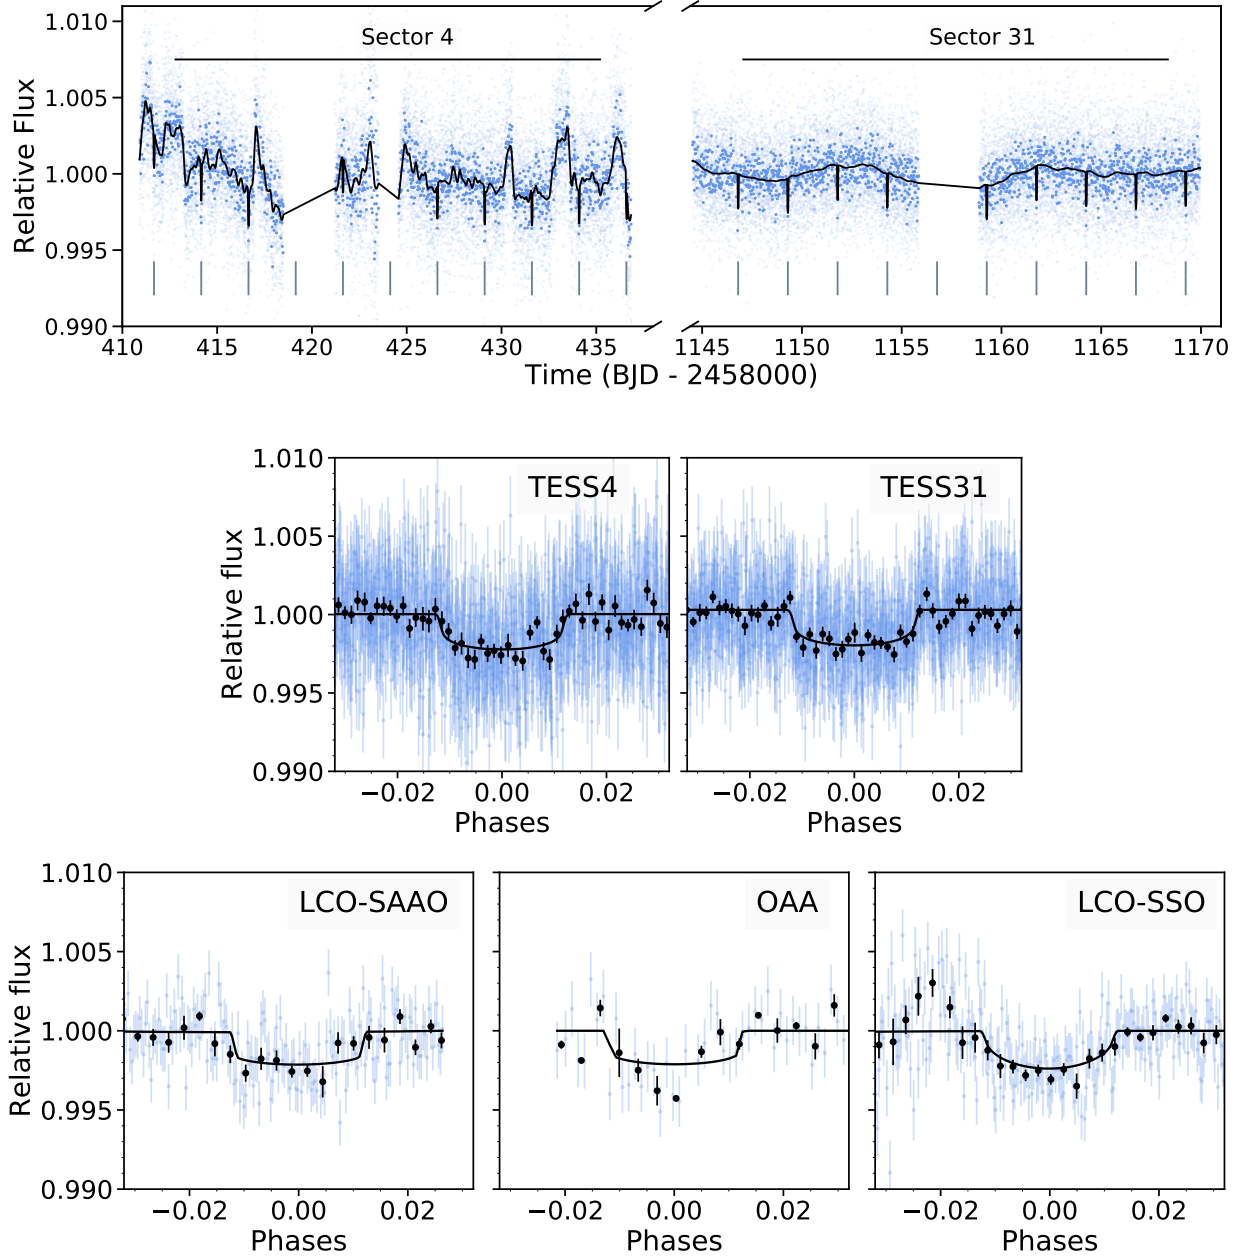 1.010
1.005
1.000
0.995
0.990
Relative Flux
Sector 4
Sector 31
410 415 420 425 430 435 1145 1150 1155 1160 1165 1170
Time (BJD - 2458000)
1.010
1.005
1.000
0.995
0.990
Relative flux
TESS4
TESS31
−0.02 0.00 0.02
−0.02 0.00 0.02
Phases
Phases
1.010
1.005
1.000
0.995
0.990
Relative flux
LCO-SAAO
OAA
LCO-SSO
−0.02 0.00 0.02
−0.02 0.00 0.02
−0.02 0.00 0.02
Phases
Phases
Phases